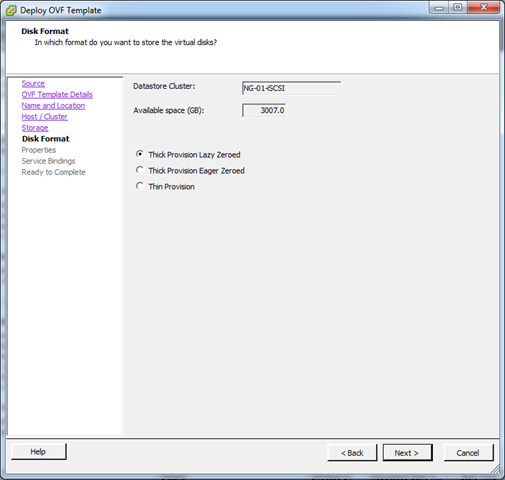 Deploy OVF Template
Disk Format
In which format do you want to store the virtual disks?
Source
OVF Template Details
Name and Location
Host / Cluster
Storage
Disk Format
Properties
Service Bindings
Ready to Complete
Datastore Cluster:
NG-01-iSCSI
Available space (GB):
3007.0
Thick Provision Lazy Zeroed
Thick Provision Eager Zeroed
Thin Provision
Help
< Back
Next >
Cancel